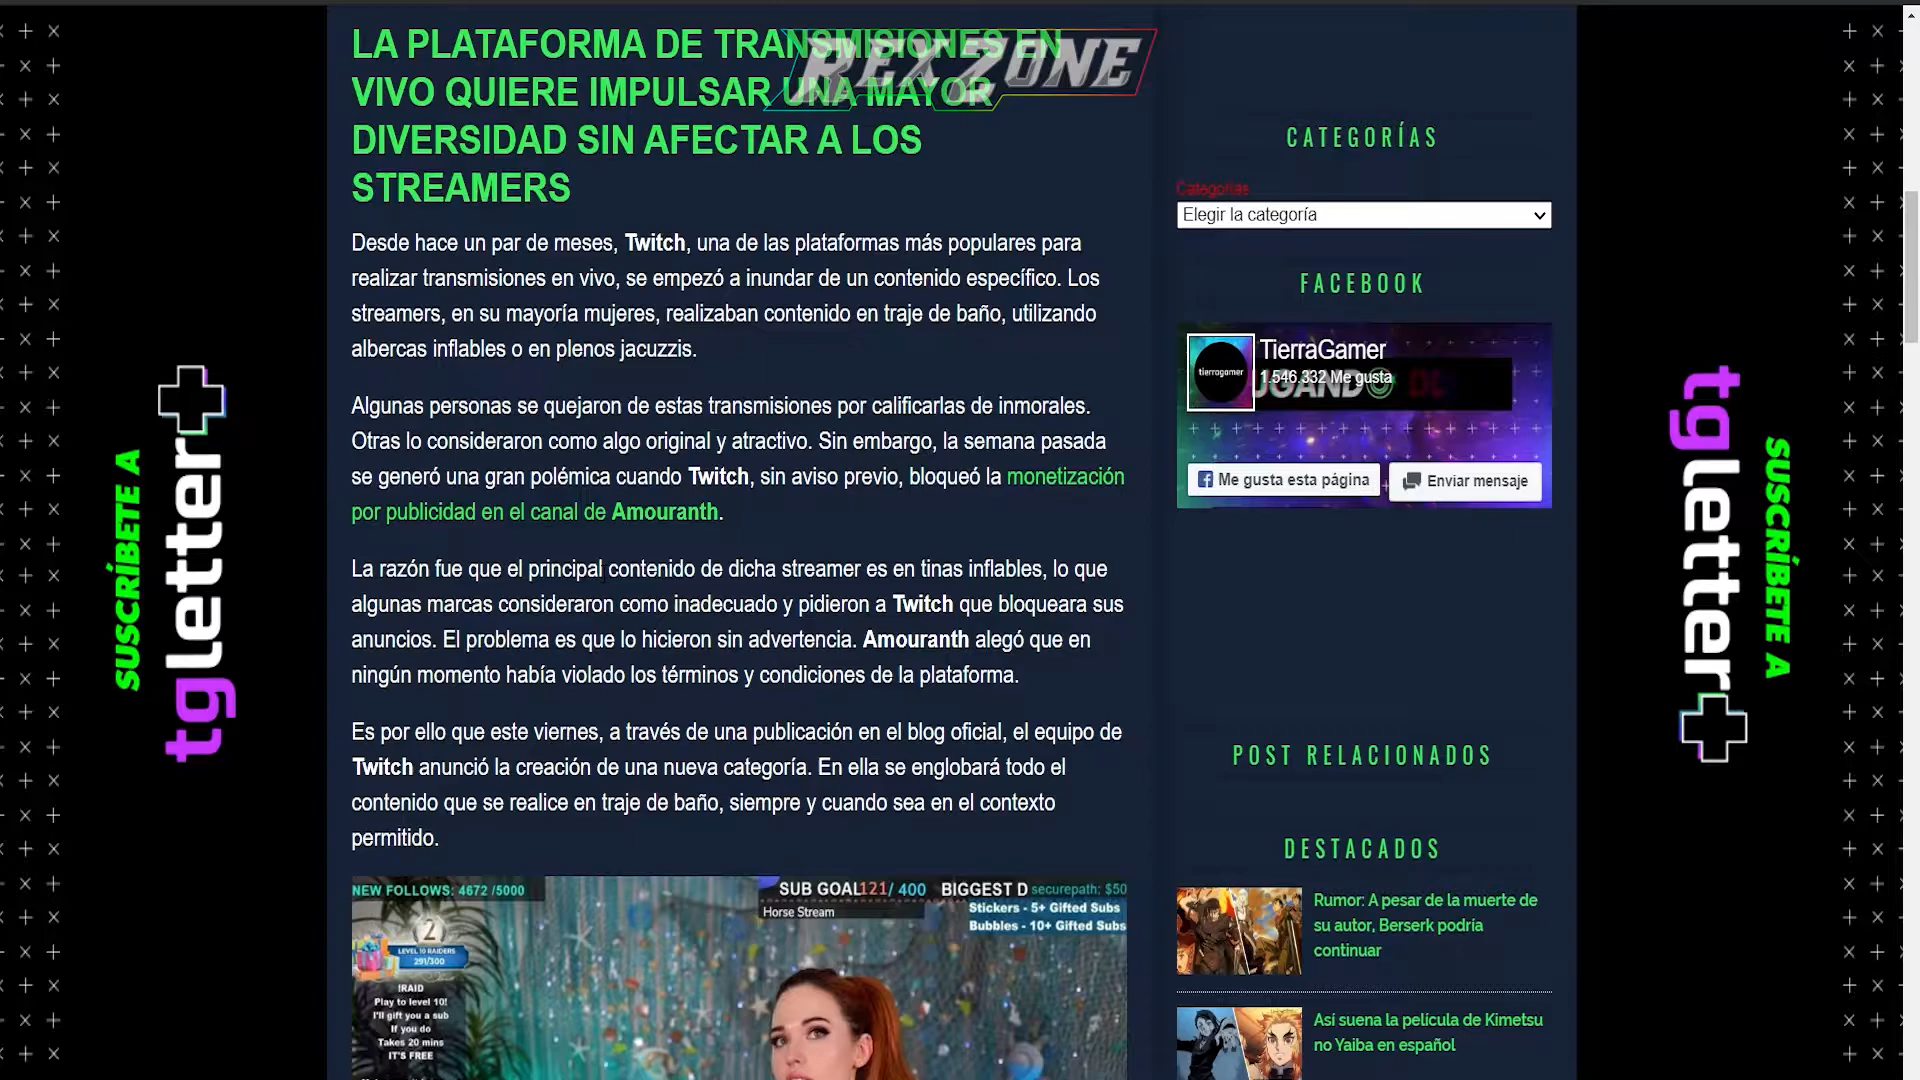 LA PLATAFORMA DE TRANSMISIONES EN
VIVO QUIERE IMPULSAR UNA MAYOR
DIVERSIDAD SIN AFECTAR A LOS
STREAMERS
REX ZONE
Desde hace un par de meses, Twitch, una de las plataformas más populares para
realizar transmisiones en vivo, se empezó a inundar de un contenido específico. Los
streamers, en su mayoría mujeres, realizaban contenido en traje de baño, utilizando
albercas inflables o en plenos jacuzzis.
Algunas personas se quejaron de estas transmisiones por calificarlas de inmorales.
Otras lo consideraron como algo original y atractivo. Sin embargo, la semana pasada
se generó una gran polémica cuando Twitch, sin aviso previo, bloqueó la monetización
por publicidad en el canal de Amouranth.
La razón fue que el principal contenido de dicha streamer es en tinas inflables, lo que
algunas marcas consideraron como inadecuado y pidieron a Twitch que bloqueara sus
anuncios. El problema es que lo hicieron sin advertencia. Amouranth alegó que en
ningún momento había violado los términos y condiciones de la plataforma.
Es por ello que este viernes, a través de una publicación en el blog oficial, el equipo de
Twitch anunció la creación de una nueva categoría. En ella se englobará todo el
contenido que se realice en traje de baño, siempre y cuando sea en el contexto
permitido.
NEW FOLLOWS: 4672 /5000
SUB GOAL 121 / 400
BIGGEST D securepath: $50
Horse Stream
Stickers - 5+ Gifted Subs
Bubbles - 10+ Gifted Subs
2
LEVEL 10 RAIDERS
291/300
!RAID
Play to level 10!
I'll gift you a sub
If you do
Takes 20 mins
IT'S FREE
CATEGORÍAS
Categorías
Elegir la categoría
FACEBOOK
tierragamer
TierraGamer
1.546.332 Me gusta
UGANDO
Me gusta esta página
Enviar mensaje
POST RELACIONADOS
DESTACADOS
Rumor: A pesar de la muerte de
su autor, Berserk podría
continuar
Así suena la película de Kimetsu
no Yaiba en español
SUSCRÍBETE A
tgletter
SUSCRÍBETE A
tgletter